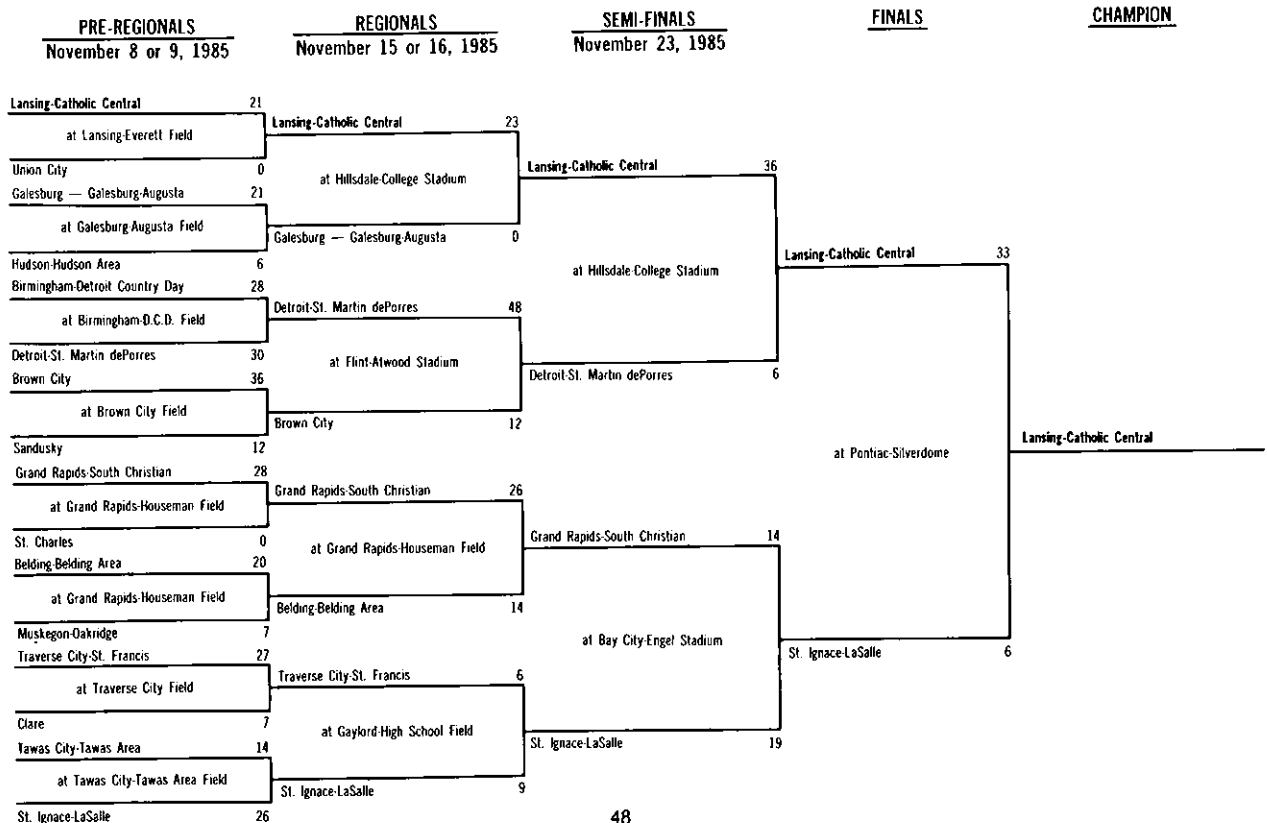 PRE-REGIONALS
November 8 or 9, 1985
REGIONALS
November 15 or 16, 1985
SEMI-FINALS
November 23, 1985
FINALS
CHAMPION
Lansing-Catholic Central 21
at Lansing-Everett Field
Union City 0
Galesburg — Galesburg-Augusta 21
at Galesburg-Augusta Field
Hudson-Hudson Area 6
Birmingham-Detroit Country Day 28
at Birmingham-D.C.D. Field
Detroit-St. Martin dePorres 30
Brown City 36
at Brown City Field
Sandusky 12
Grand Rapids-South Christian 28
at Grand Rapids-Houseman Field
St. Charles 0
Belding-Belding Area 20
at Grand Rapids-Houseman Field
Muskegon-Oakridge 7
Traverse City-St. Francis 27
at Traverse City Field
Clare 7
Tawas City-Tawas Area 14
at Tawas City-Tawas Area Field
St. Ignace-LaSalle 26
Lansing-Catholic Central 23
at Hillsdale-College Stadium
Galesburg — Galesburg-Augusta 0
Detroit-St. Martin dePorres 48
at Flint-Atwood Stadium
Brown City 12
Grand Rapids-South Christian 26
at Grand Rapids-Houseman Field
Belding-Belding Area 14
Traverse City-St. Francis 6
at Gaylord-High School Field
St. Ignace-LaSalle 9
Lansing-Catholic Central 36
at Hillsdale-College Stadium
Detroit-St. Martin dePorres 6
Grand Rapids-South Christian 14
at Bay City-Engel Stadium
St. Ignace-LaSalle 19
Lansing-Catholic Central 33
at Pontiac-Silverdome
St. Ignace-LaSalle 6
Lansing-Catholic Central
48